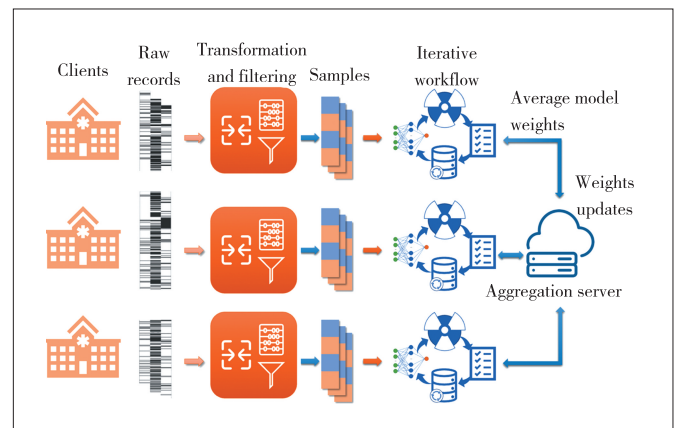 Clients
Raw
records
Transformation
and filtering
Samples
Iterative
workflow
Average model
weights
Weights
updates
Aggregation server